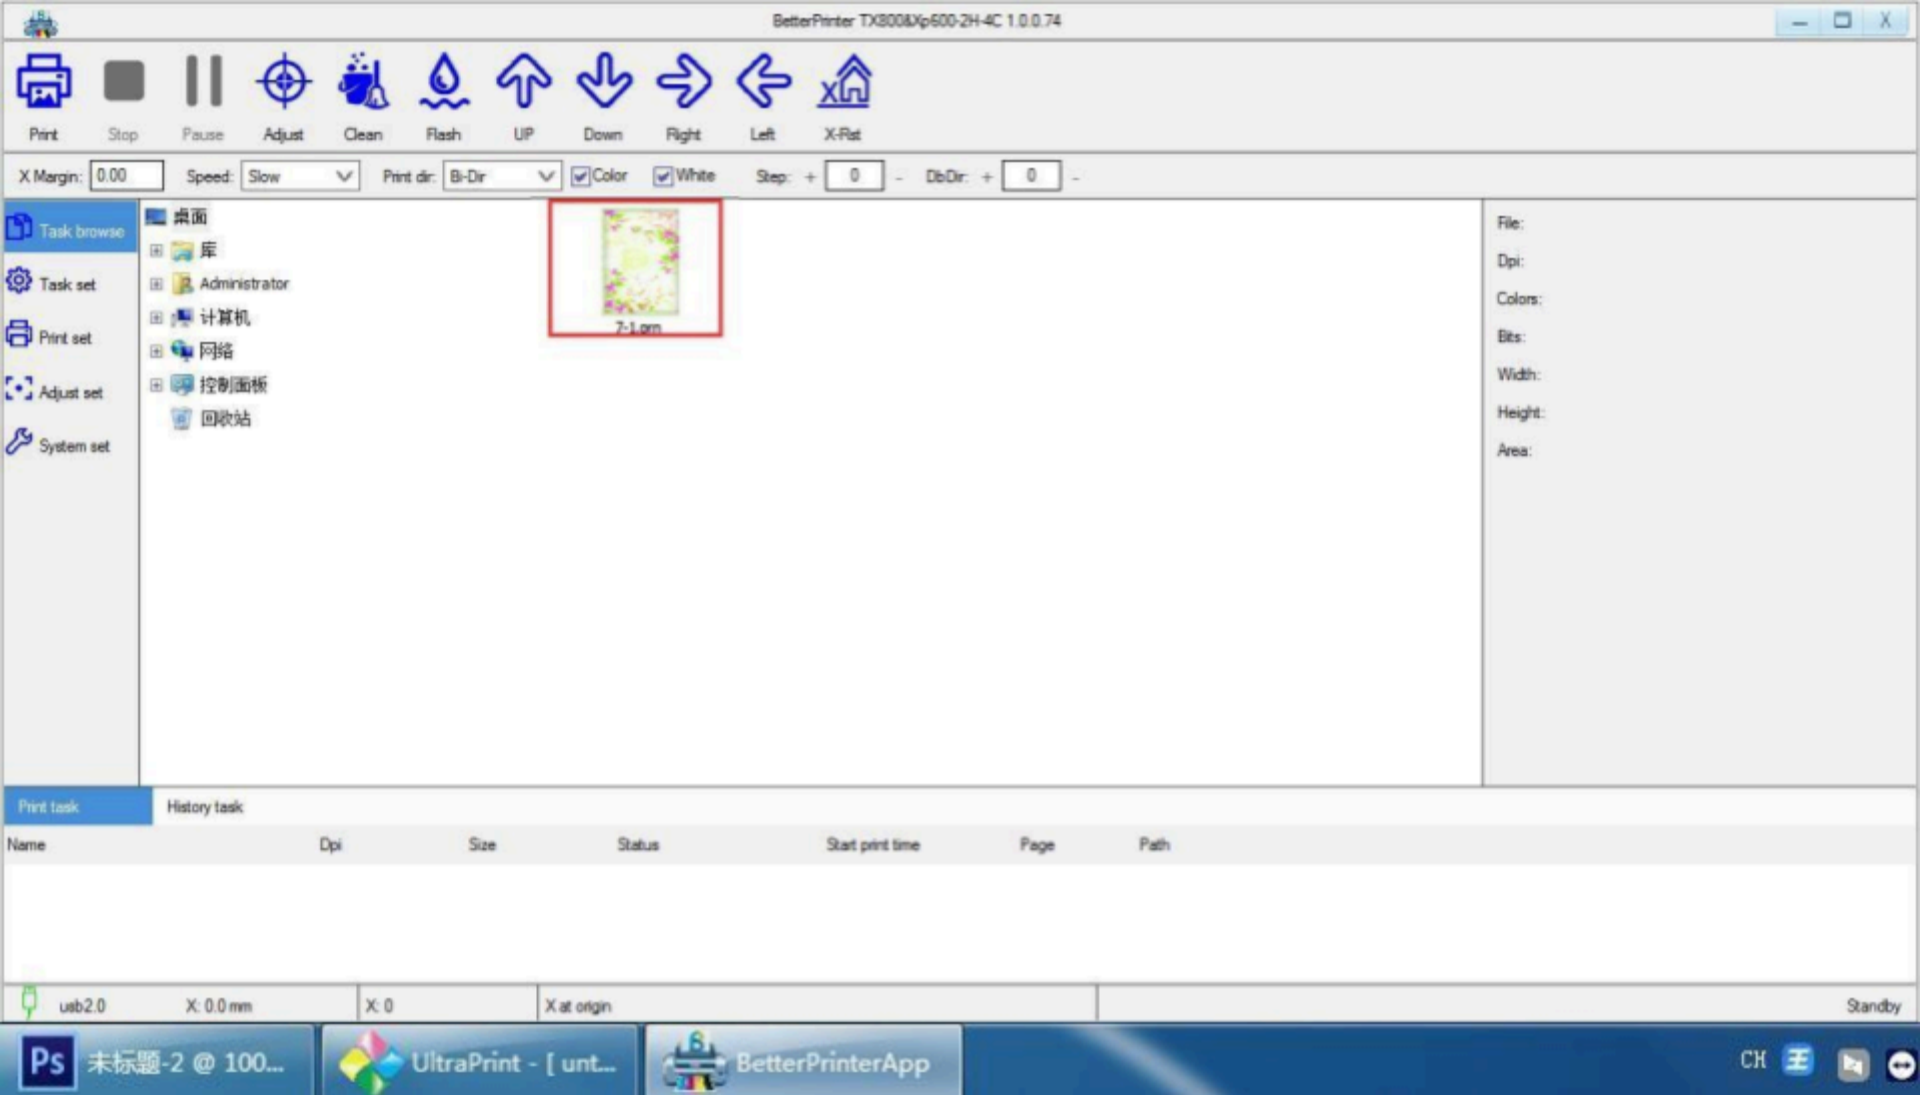 BetterPrinter TX800&Xp600-2H-4C 1.0.0.74
Print Stop Pause Adjust Clean Flash UP Down Right Left X-Rst
X Margin: 0.00 Speed: Slow Print dir: Bi-Dir Color White Step: + 0 - DbDir: + 0 -
Task browse
Task set
Print set
Adjust set
System set
桌面
库
Administrator
计算机
网络
控制面板
回收站
7-1.prn
File:
Dpi:
Colors:
Bits:
Width:
Height:
Area:
Print task History task
Name Dpi Size Status Start print time Page Path
usb2.0 X: 0.0 mm X: 0 X at origin Standby
Ps 未标题-2 @ 100... UltraPrint - [ unt... BetterPrinterApp CH 王